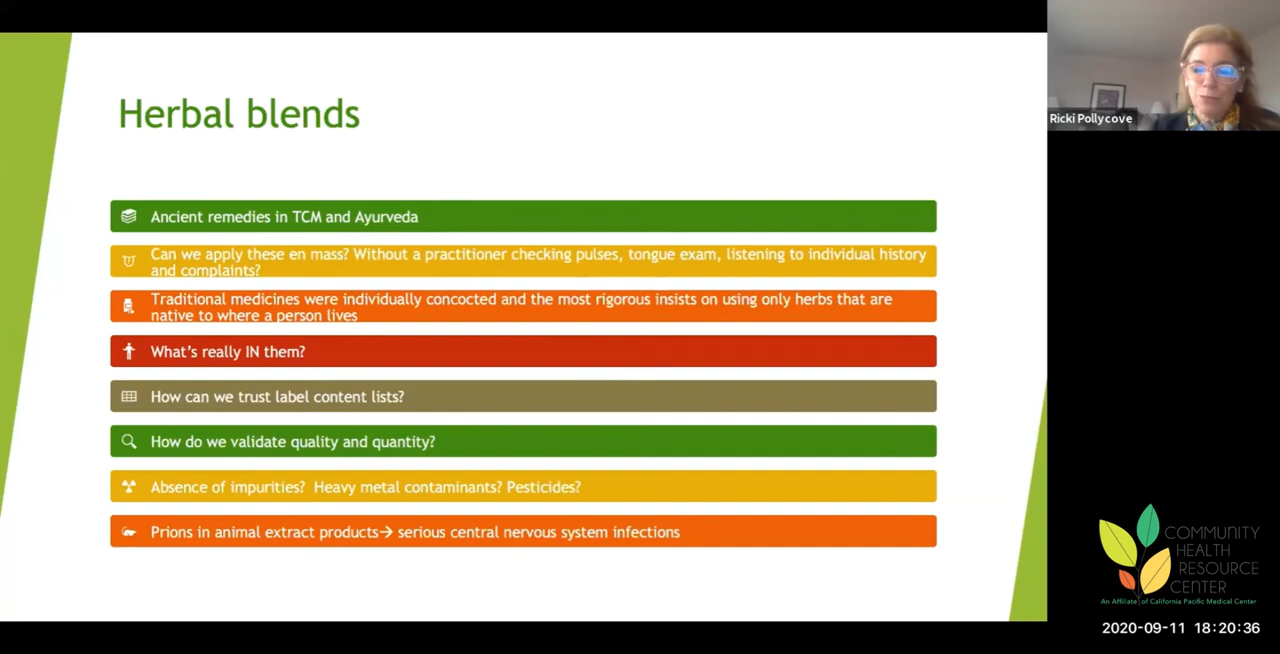 Herbal blends
Ancient remedies in TCM and Ayurveda
Can we apply these en mass? Without a practitioner checking pulses, tongue exam, listening to individual history
and complaints?
Traditional medicines were individually concocted and the most rigorous insists on using only herbs that are
native to where a person lives
What's really IN them?
How can we trust label content lists?
How do we validate quality and quantity?
Absence of impurities?  Heavy metal contaminants? Pesticides?
Prions in animal extract products→ serious central nervous system infections
Ricki Pollycove
COMMUNITY
HEALTH
RESOURCE
CENTER
An Affiliate of California Pacific Medical Center
2020-09-11 18:20:36